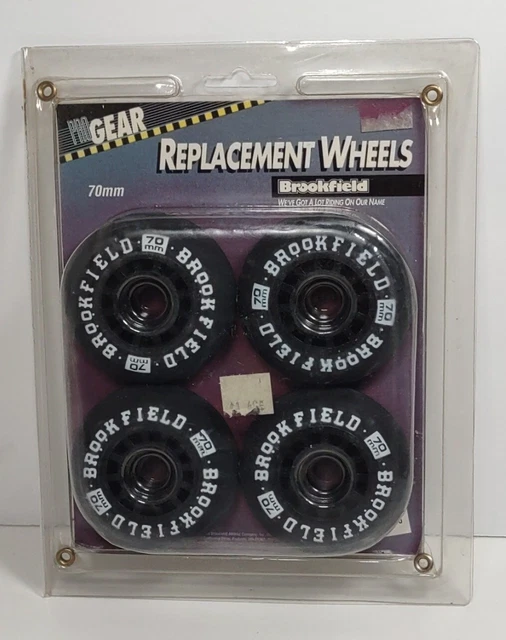 PRO GEAR
REPLACEMENT WHEELS
70mm
Brookfield
WE'VE GOT A LOT RIDING ON OUR NAME
BROOKFIELD · 70 mm · BROOKFIELD · 70 mm
BROOKFIELD · 70 mm · BROOKFIELD · 70 mm
BROOKFIELD · 70 mm · BROOKFIELD · 70 mm
BROOKFIELD · 70 mm · BROOKFIELD · 70 mm